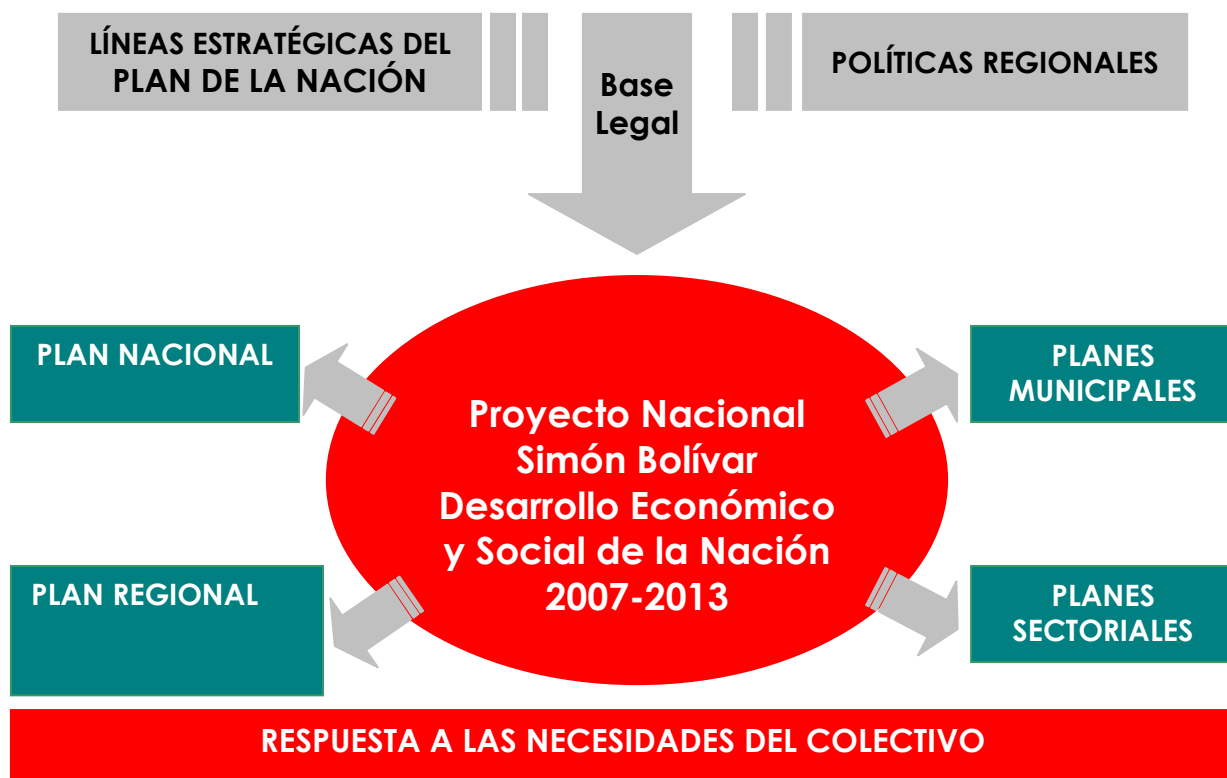 LÍNEAS ESTRATÉGICAS DEL
PLAN DE LA NACIÓN
Base
Legal
POLÍTICAS REGIONALES
PLAN NACIONAL
PLANES
MUNICIPALES
Proyecto Nacional
Simón Bolívar
Desarrollo Económico
y Social de la Nación
2007-2013
PLAN REGIONAL
PLANES
SECTORIALES
RESPUESTA A LAS NECESIDADES DEL COLECTIVO